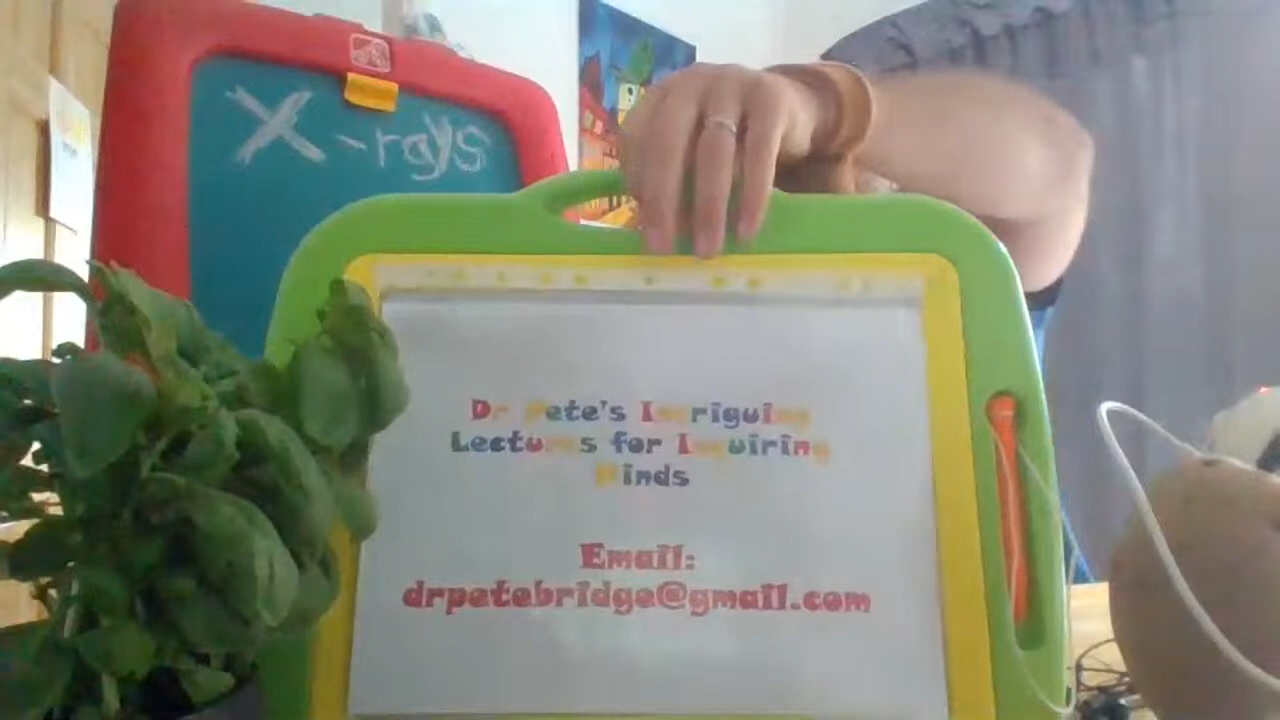 X-rays
Dr Pete's Intriguing
Lectures for Inquiring
Minds
Email:
drpetebridge@gmail.com